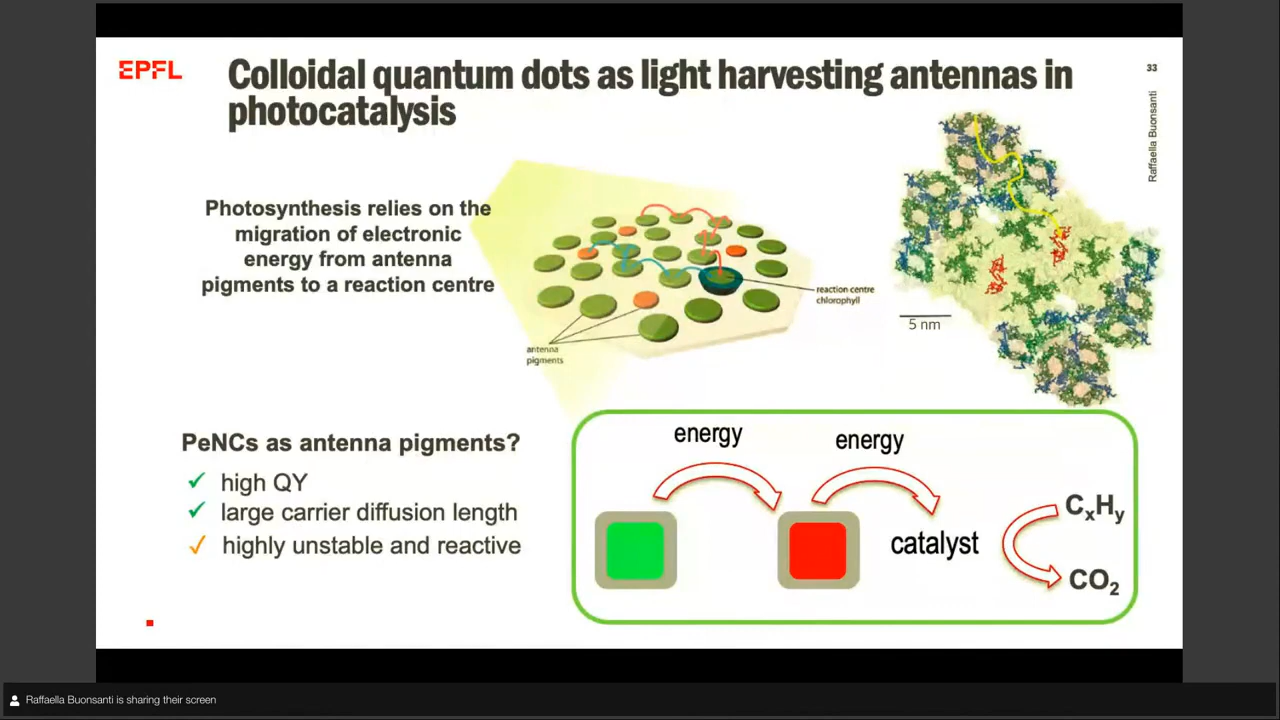 EPFL
Colloidal quantum dots as light harvesting antennas in
photocatalysis
33
Raffaella Buonsanti
Photosynthesis relies on the
migration of electronic
energy from antenna
pigments to a reaction centre
reaction centre
chlorophyll
antenna
pigments
5 nm
PeNCs as antenna pigments?
✓ high QY
✓ large carrier diffusion length
✓ highly unstable and reactive
energy
energy
catalyst
CₓHᵧ
CO₂
Raffaella Buonsanti is sharing their screen